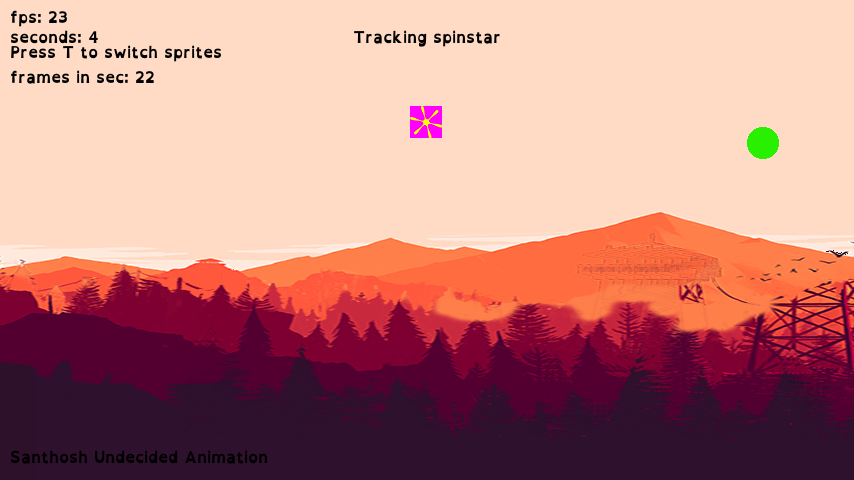 fps: 23
seconds: 4
Tracking spinstar
Press T to switch sprites
frames in sec: 22
Santhosh Undecided Animation